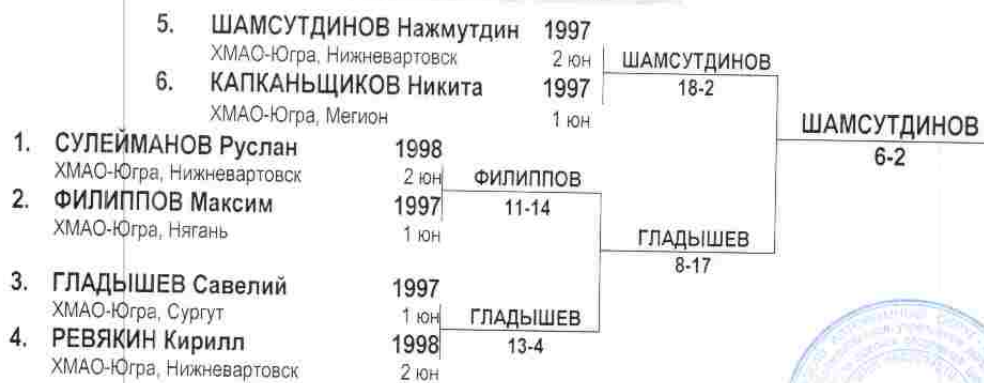 5. ШАМСУТДИНОВ Нажмутдин 1997
ХМАО-Югра, Нижневартовск 2 юн
ШАМСУТДИНОВ
6. КАПКАНЬЩИКОВ Никита 1997
18-2
ХМАО-Югра, Мегион 1 юн
ШАМСУТДИНОВ
6-2
1. СУЛЕЙМАНОВ Руслан 1998
ХМАО-Югра, Нижневартовск 2 юн
ФИЛИППОВ
2. ФИЛИППОВ Максим 1997
11-14
ХМАО-Югра, Нягань 1 юн
ГЛАДЫШЕВ
8-17
3. ГЛАДЫШЕВ Савелий 1997
ХМАО-Югра, Сургут 1 юн
ГЛАДЫШЕВ
4. РЕВЯКИН Кирилл 1998
13-4
ХМАО-Югра, Нижневартовск 2 юн